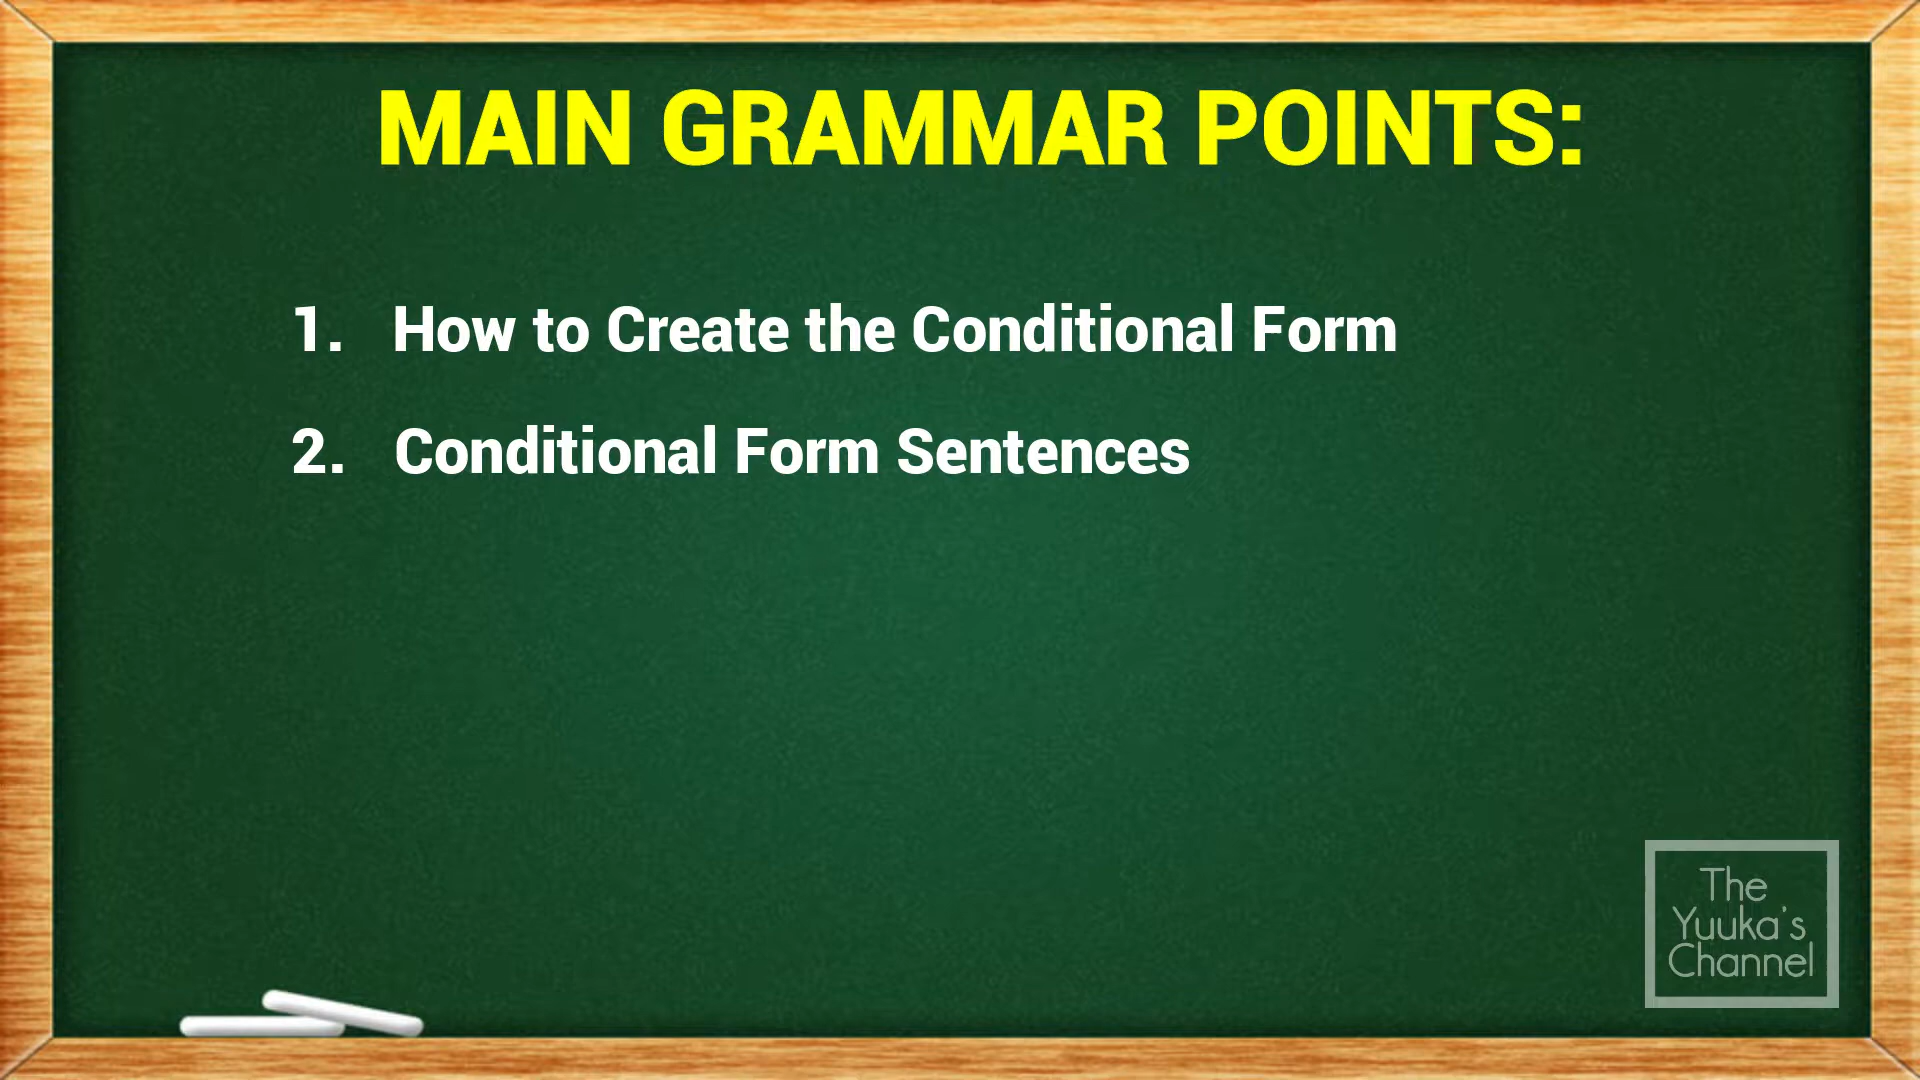 MAIN GRAMMAR POINTS:
1. How to Create the Conditional Form
2. Conditional Form Sentences
The
Yuuka's
Channel